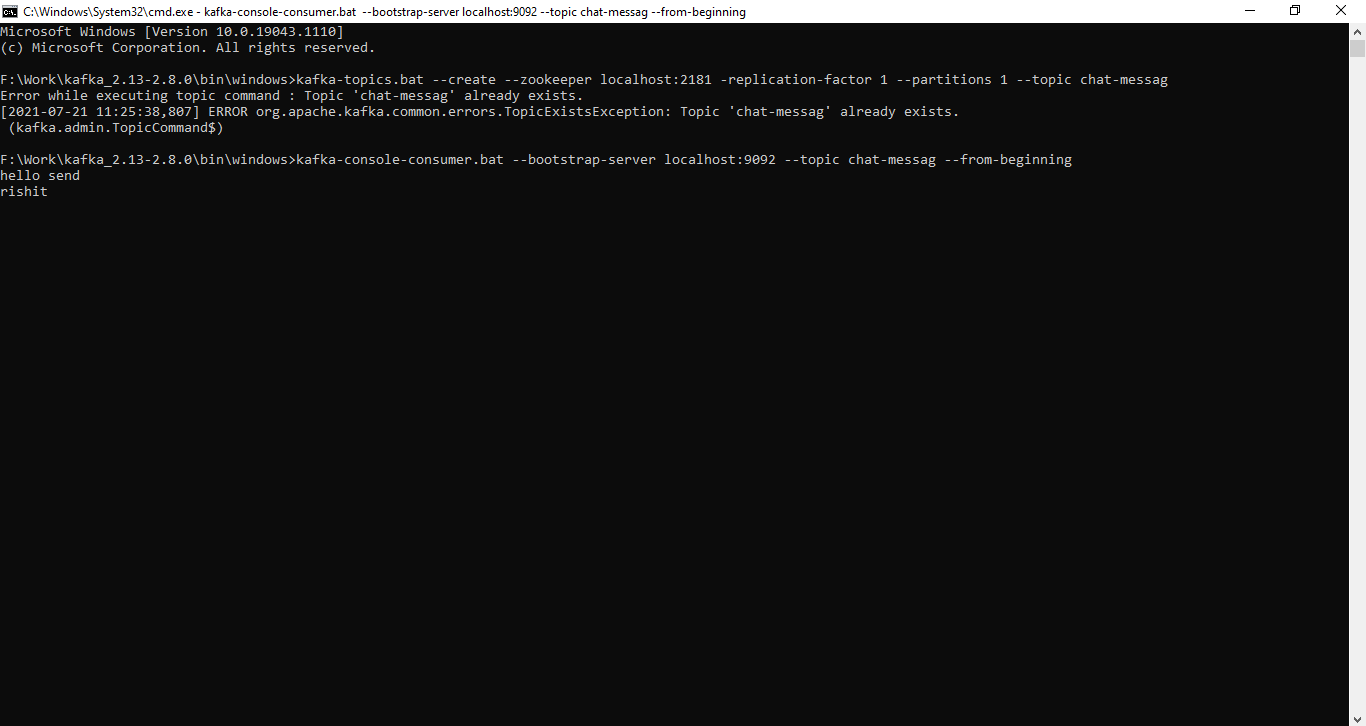 C:\Windows\System32\cmd.exe - kafka-console-consumer.bat  --bootstrap-server localhost:9092 --topic chat-messag --from-beginning
Microsoft Windows [Version 10.0.19043.1110]
(c) Microsoft Corporation. All rights reserved.
F:\Work\kafka_2.13-2.8.0\bin\windows>kafka-topics.bat --create --zookeeper localhost:2181 -replication-factor 1 --partitions 1 --topic chat-messag
Error while executing topic command : Topic 'chat-messag' already exists.
[2021-07-21 11:25:38,807] ERROR org.apache.kafka.common.errors.TopicExistsException: Topic 'chat-messag' already exists.
 (kafka.admin.TopicCommand$)
F:\Work\kafka_2.13-2.8.0\bin\windows>kafka-console-consumer.bat --bootstrap-server localhost:9092 --topic chat-messag --from-beginning
hello send
rishit